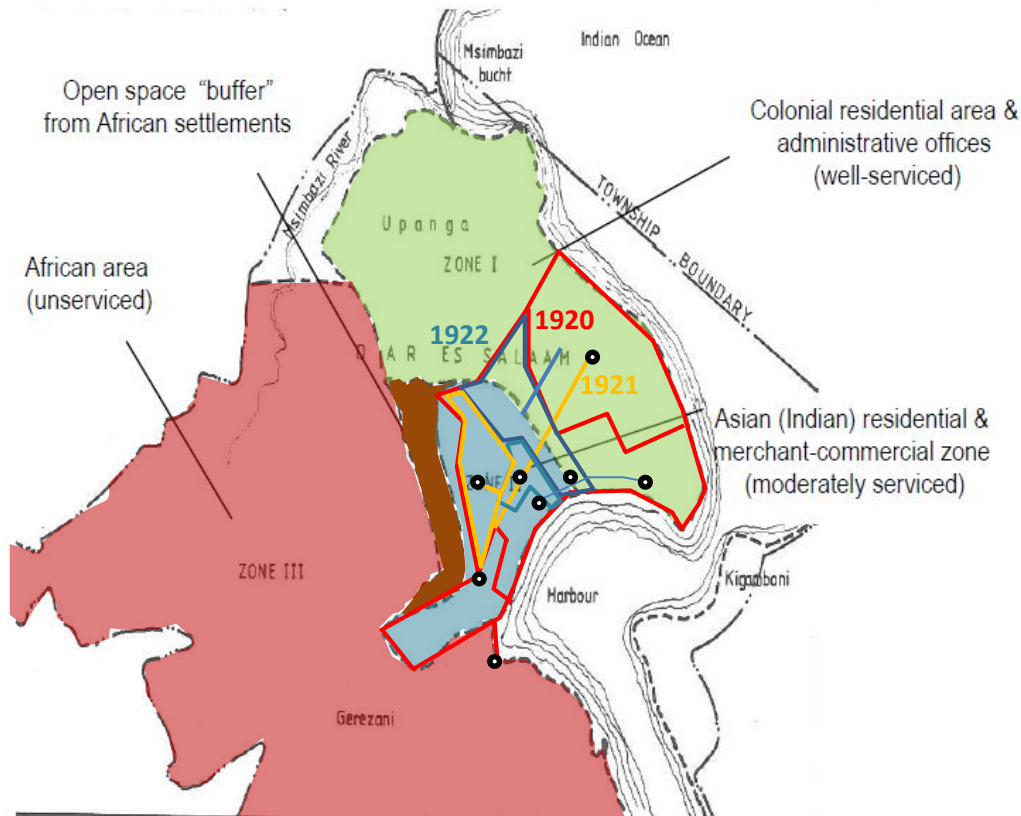 Indian Ocean
Msimbazi
bucht
Open space "buffer"
from African settlements
Colonial residential area &
administrative offices
(well-serviced)
Msimbazi River
TOWNSHIP BOUNDARY
Upanga
ZONE I
African area
(unserviced)
1922
1920
DAR ES SALAAM
1921
Asian (Indian) residential &
merchant-commercial zone
(moderately serviced)
ZONE
ZONE III
Harbour
Kigambani
Gerezani